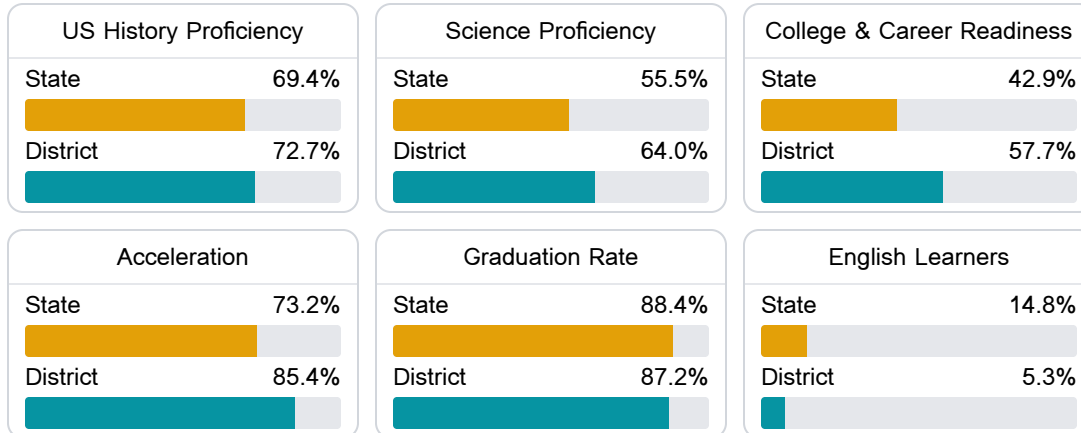 US History Proficiency
State 69.4%
District 72.7%
Science Proficiency
State 55.5%
District 64.0%
College & Career Readiness
State 42.9%
District 57.7%
Acceleration
State 73.2%
District 85.4%
Graduation Rate
State 88.4%
District 87.2%
English Learners
State 14.8%
District 5.3%